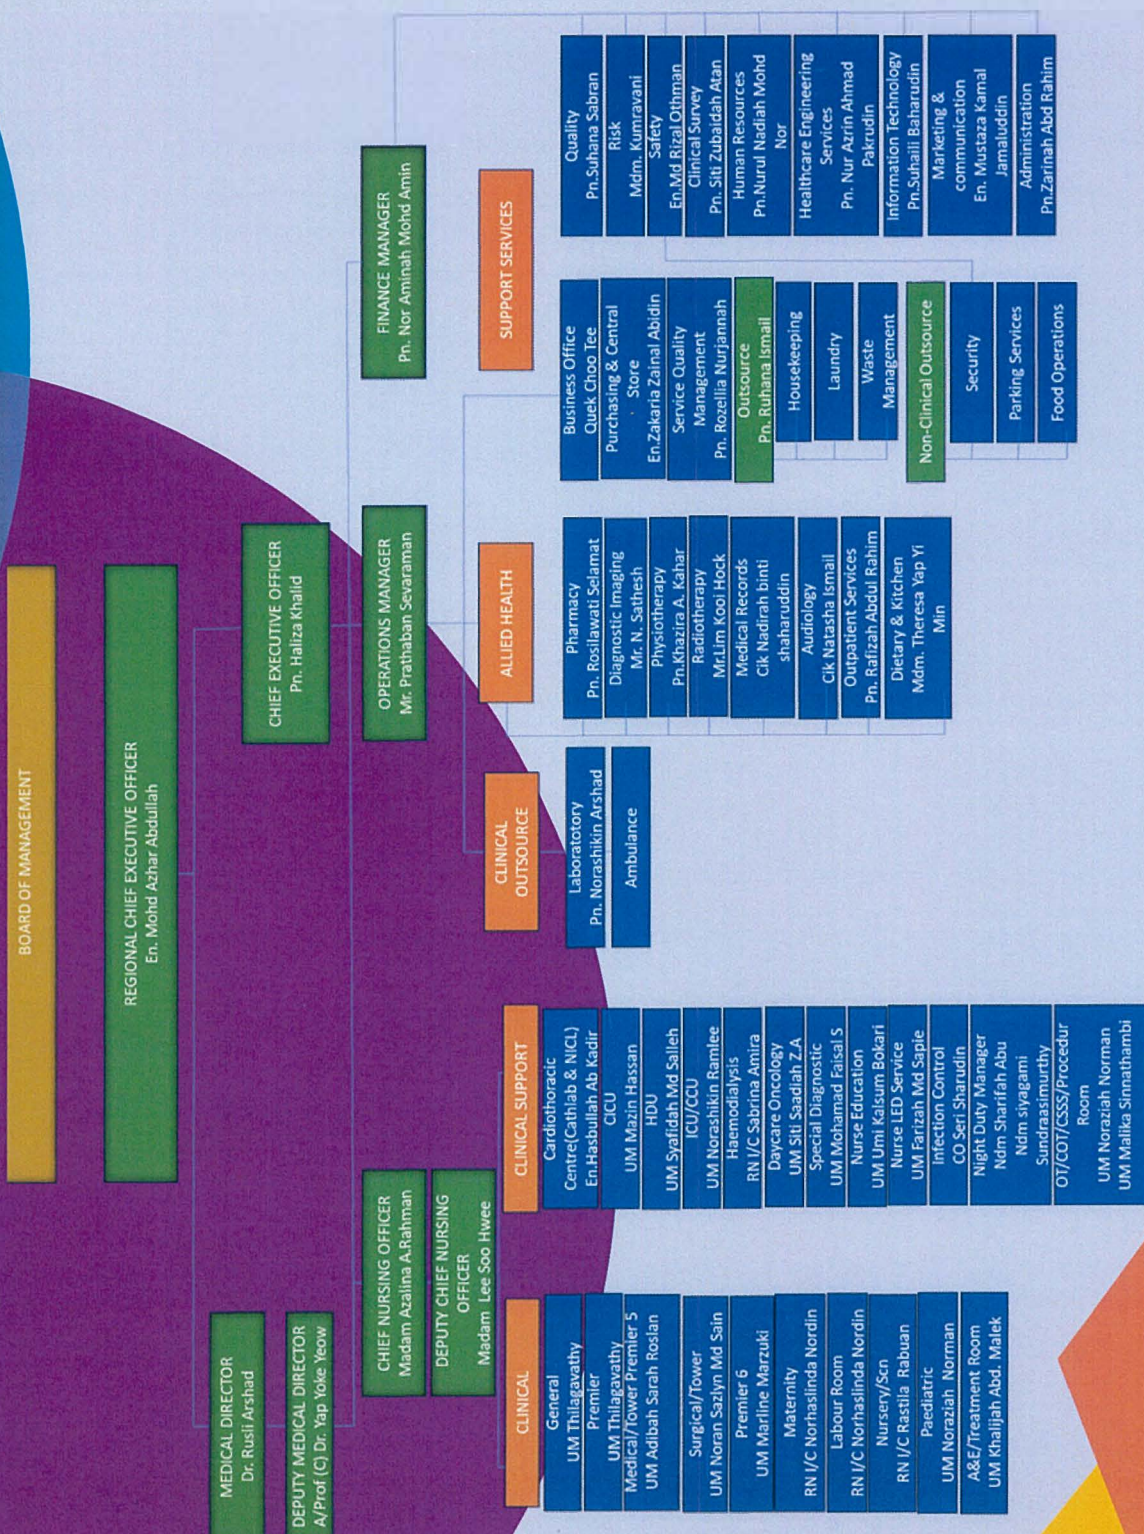 BOARD OF MANAGEMENT
REGIONAL CHIEF EXECUTIVE OFFICER
En. Mohd Azhar Abdullah
MEDICAL DIRECTOR
Dr. Rusli Arshad
DEPUTY MEDICAL DIRECTOR
A/Prof (C) Dr. Yap Yoke Yeow
CHIEF EXECUTIVE OFFICER
Pn. Haliza Khalid
CHIEF NURSING OFFICER
Madam Azalina A.Rahman
DEPUTY CHIEF NURSING
OFFICER
Madam Lee Soo Hwee
OPERATIONS MANAGER
Mr. Prathaban Sevaraman
FINANCE MANAGER
Pn. Nor Aminah Mohd Amin
CLINICAL
General
UM Thilagavathy
Premier
UM Thilagavathy
Medical/Tower Premier 5
UM Adibah Sarah Roslan
Surgical/Tower
UM Noran Sazlyn Md Sain
Premier 6
UM Marline Marzuki
Maternity
RN I/C Norhaslinda Nordin
Labour Room
RN I/C Norhaslinda Nordin
Nursery/Scn
RN I/C Rastila Rabusan
Paediatric
UM Noraziah Norman
A&E/Treatment Room
UM Khalijah Abd. Malek
CLINICAL SUPPORT
Cardiothoracic
Centre(Cathlab & NICL)
En.Hasbullah Ab Kadir
CICU
UM Mazin Hassan
HDU
UM Syafidah Md Salleh
ICU/CCU
UM Norashikin Ramlee
Haemodialysis
RN I/C Sabrina Amira
Daycare Oncology
UM Siti Saadiah Z.A
Special Diagnostic
UM Mohamad Faisal S
Nurse Education
UM Umi Kalsum Bokari
Nurse LED Service
UM Farizah Md Sapie
Infection Control
CO Seri Sharudin
Night Duty Manager
Ndm Sharifah Abu
Ndm siyagami
Sundraasimurthy
OT/COT/CSSS/Procedur
Room
UM Noraziah Norman
UM Malika Sinnathambi
CLINICAL
OUTSOURCE
Laboratotory
Pn. Norashikin Arshad
Ambulance
ALLIED HEALTH
Pharmacy
Pn. Rosilawati Selamat
Diagnostic Imaging
Mr. N. Sathesh
Physiotherapy
Pn.Khazira A. Kahar
Radiotherapy
Mr.Lim Kooi Hock
Medical Records
Cik Nadirah binti
shaharuddin
Audiology
Cik Natasha Ismail
Outpatient Services
Pn. Rafizah Abdul Rahim
Dietary & Kitchen
Mdm. Theresa Yap Yi
Min
SUPPORT SERVICES
Business Office
Quek Choo Tee
Purchasing & Central
Store
En.Zakaria Zainal Abidin
Service Quality
Management
Pn. Rozellia Nurjannah
Outsource
Pn. Ruhana Ismail
Housekeeping
Laundry
Waste
Management
Non-Clinical Outsource
Security
Parking Services
Food Operations
Quality
Pn.Suhana Sabran
Risk
Mdm. Kumravani
Safety
En.Md Rizal Othman
Clinical Survey
Pn. Siti Zubaidah Atan
Human Resources
Pn.Nurul Nadiah Mohd
Nor
Healthcare Engineering
Services
Pn. Nur Azrin Ahmad
Pakrudin
Information Technology
Pn.Suhaili Baharudin
Marketing &
communication
En. Mustaza Kamal
Jamaluddin
Administration
Pn.Zarinah Abd Rahim